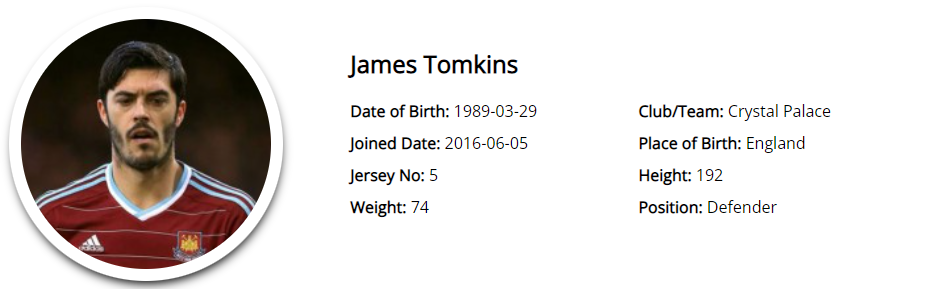 James Tomkins
Date of Birth: 1989-03-29
Club/Team: Crystal Palace
Joined Date: 2016-06-05
Place of Birth: England
Jersey No: 5
Height: 192
Weight: 74
Position: Defender
adidas